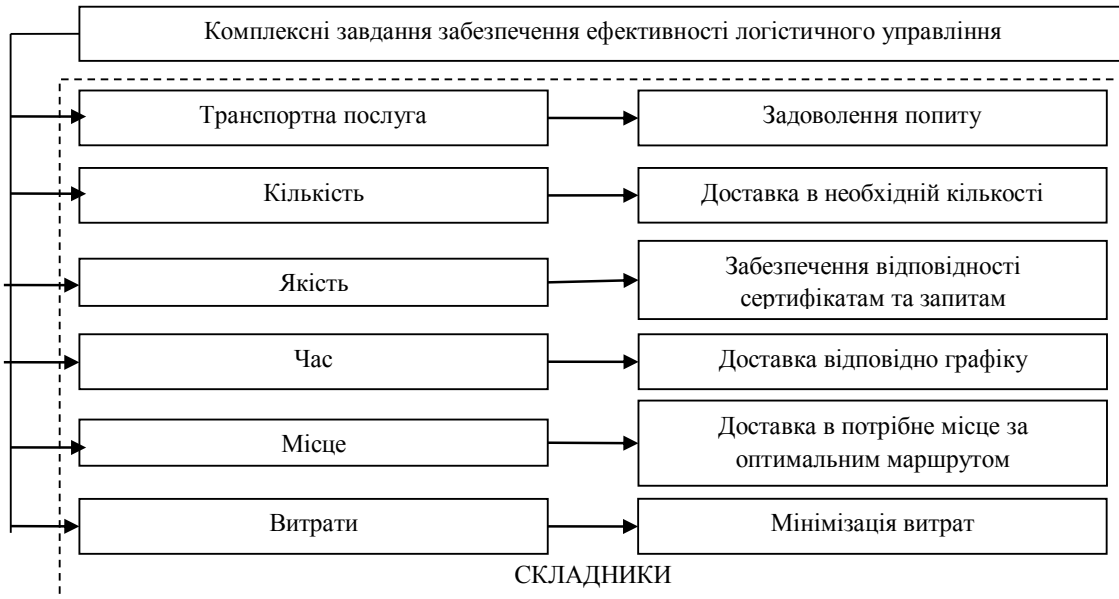 Комплексні завдання забезпечення ефективності логістичного управління
Транспортна послуга
Задоволення попиту
Кількість
Доставка в необхідній кількості
Якість
Забезпечення відповідності
сертифікатам та запитам
Час
Доставка відповідно графіку
Місце
Доставка в потрібне місце за
оптимальним маршрутом
Витрати
Мінімізація витрат
СКЛАДНИКИ